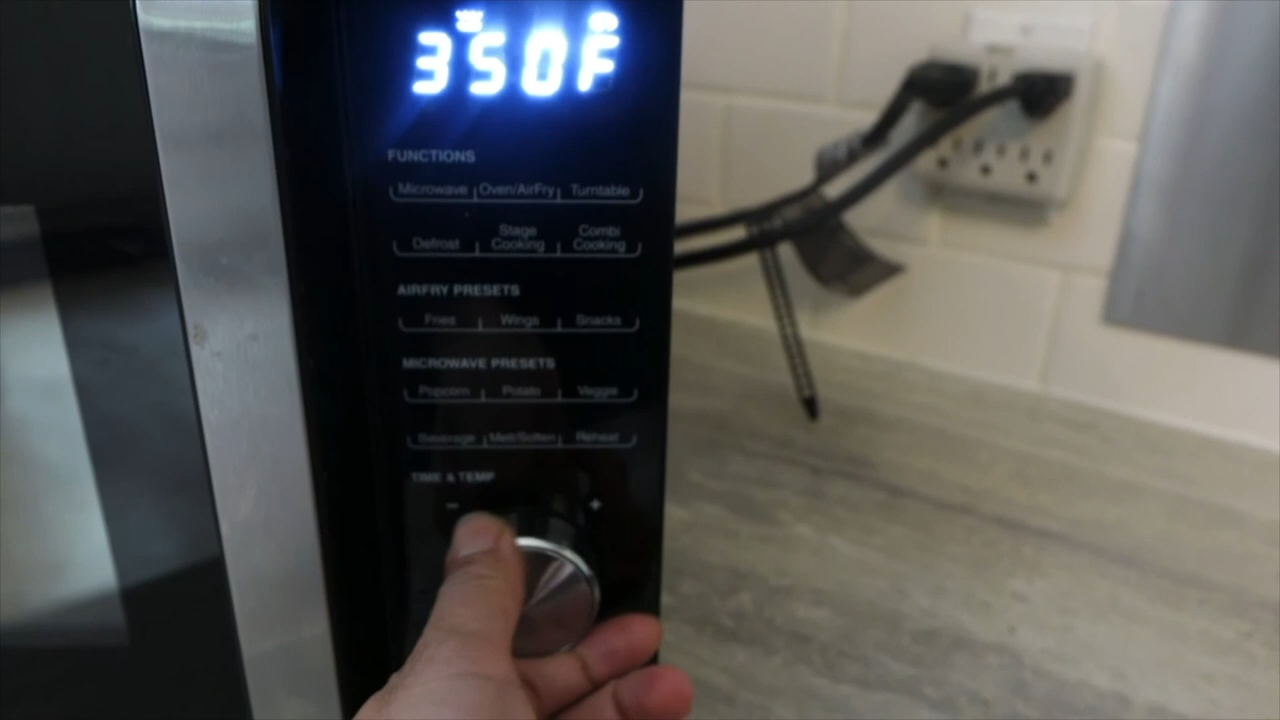 350F
FUNCTIONS
Microwave Oven/AirFry Turntable
Defrost Stage Cooking Combi Cooking
AIRFRY PRESETS
Fries Wings Snacks
MICROWAVE PRESETS
Popcorn Potato Veggie
Beverage Melt/Soften Reheat
TIME & TEMP
- +